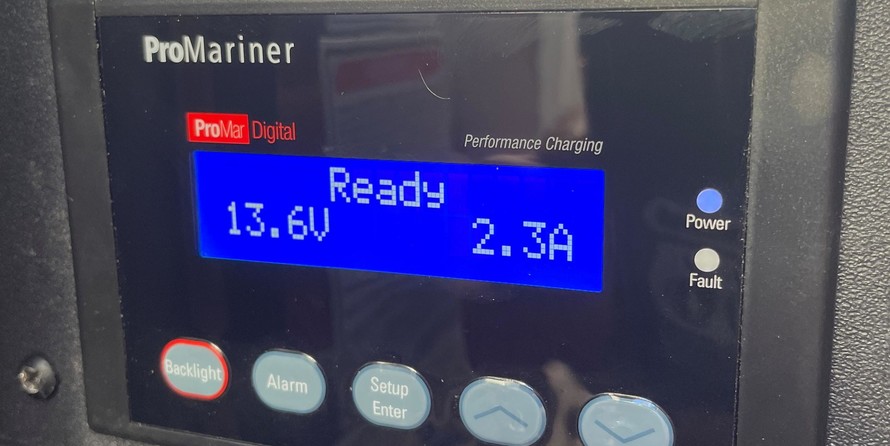 ProMariner
ProMar Digital
Performance Charging
Ready
13.6V 2.3A
Power
Fault
Backlight
Alarm
Setup
Enter